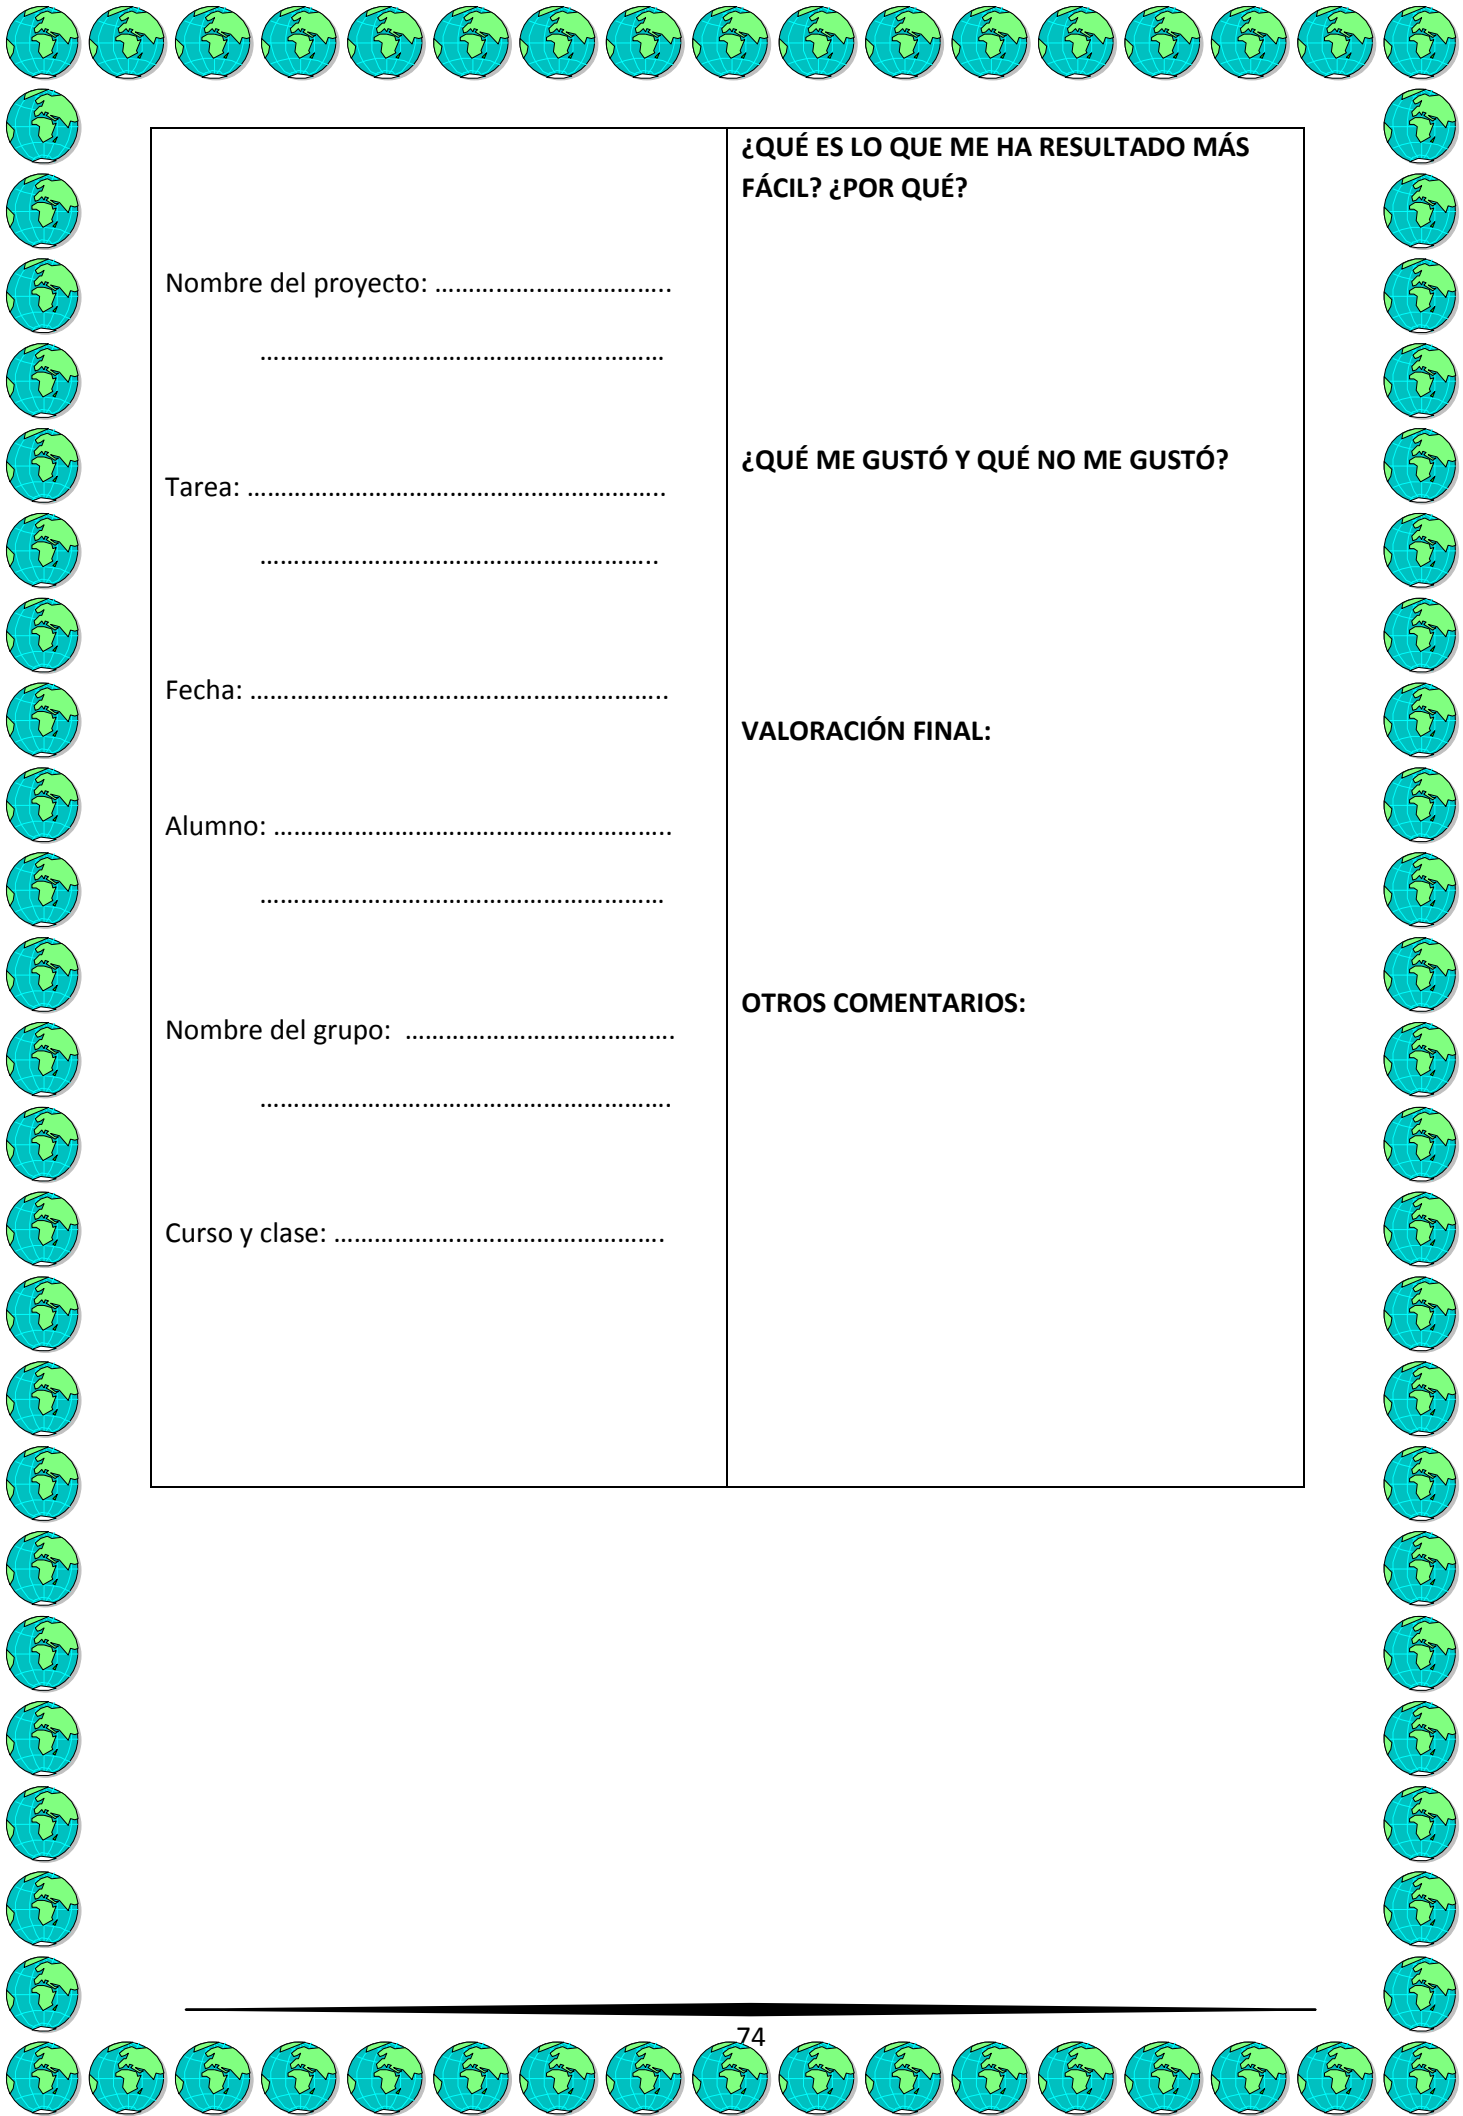 Nombre del proyecto: ……………………………..
……………………………………………………
Tarea: ……………………………………………………..
…………………………………………………..
Fecha: ……………………………………………………..
Alumno: …………………………………………………..
……………………………………………………
Nombre del grupo:  ………………………………….
…………………………………………………….
Curso y clase: ………………………………………….
¿QUÉ ES LO QUE ME HA RESULTADO MÁS
FÁCIL? ¿POR QUÉ?
¿QUÉ ME GUSTÓ Y QUÉ NO ME GUSTÓ?
VALORACIÓN FINAL:
OTROS COMENTARIOS:
74